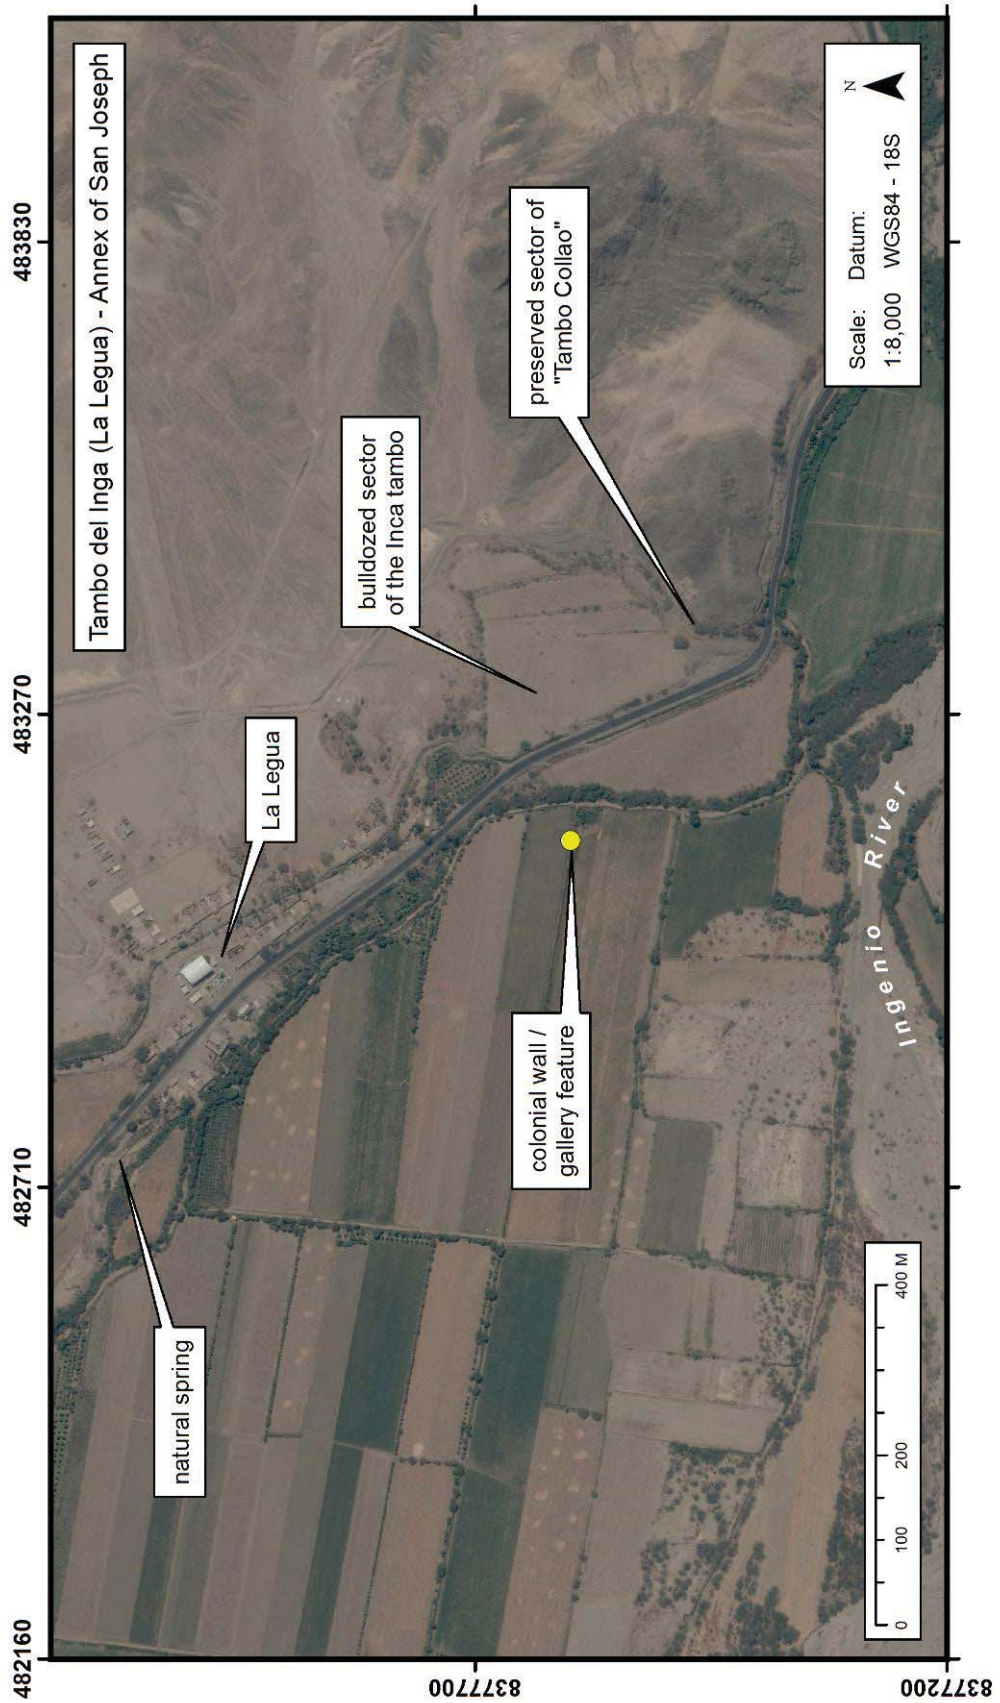 482160
482710
483270
483830
Tambo del Inga (La Legua) - Annex of San Joseph
natural spring
La Legua
bulldozed sector
of the Inca tambo
preserved sector of
"Tambo Collao"
colonial wall /
gallery feature
Ingenio River
8377700
8377200
0 100 200 400 M
Scale: Datum:
1:8,000 WGS84 - 18S
N